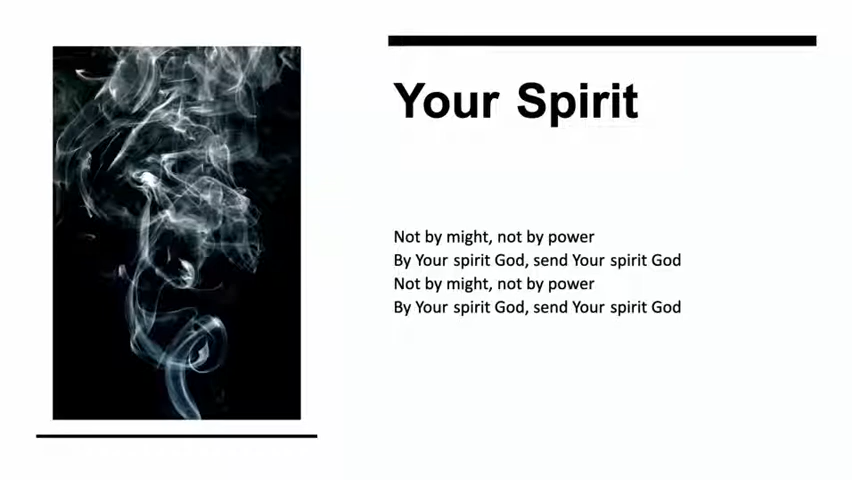 Your Spirit
Not by might, not by power
By Your spirit God, send Your spirit God
Not by might, not by power
By Your spirit God, send Your spirit God